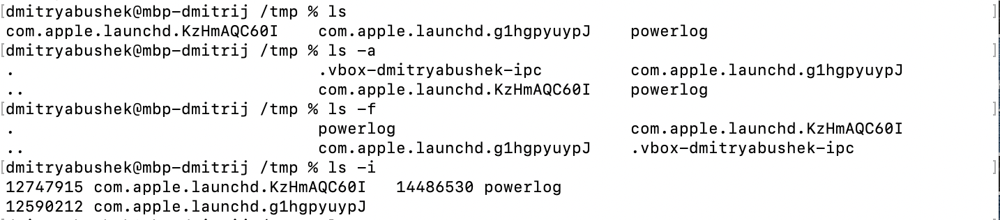 [dmitryabushek@mbp-dmitrij /tmp % ls ]
com.apple.launchd.KzHmAQC60I com.apple.launchd.g1hgpyuypJ powerlog
[dmitryabushek@mbp-dmitrij /tmp % ls -a ]
. .vbox-dmitryabushek-ipc com.apple.launchd.g1hgpyuypJ
.. com.apple.launchd.KzHmAQC60I powerlog
[dmitryabushek@mbp-dmitrij /tmp % ls -f ]
. powerlog com.apple.launchd.KzHmAQC60I
.. com.apple.launchd.g1hgpyuypJ .vbox-dmitryabushek-ipc
[dmitryabushek@mbp-dmitrij /tmp % ls -i ]
12747915 com.apple.launchd.KzHmAQC60I 14486530 powerlog
12590212 com.apple.launchd.g1hgpyuypJ